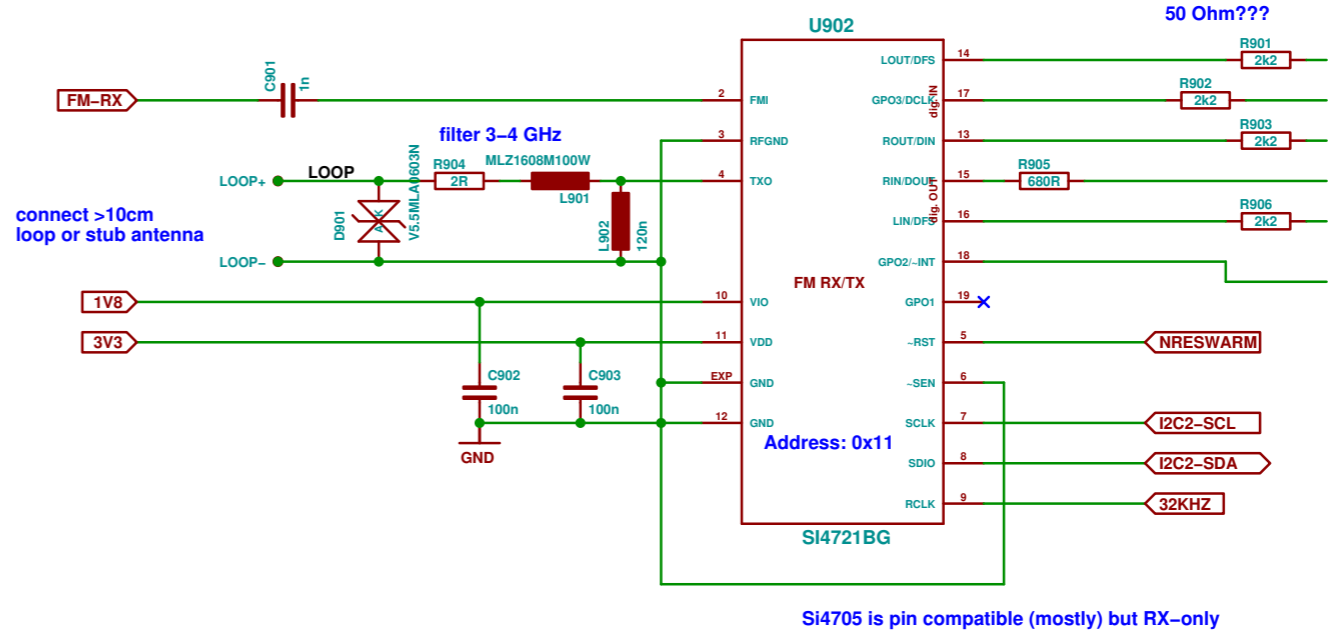 50 Ohm???
U902
R901
2k2
LOUT/DFS
14
C901
1n
FM-RX
2
FMI
GPO3/DCLK
dig. IN
17
R902
2k2
filter 3-4 GHz
3
RFGND
ROUT/DIN
13
R903
2k2
LOOP+
LOOP
R904
2R
MLZ1608M100W
L901
4
TXO
RIN/DOUT
15
R905
680R
connect >10cm
loop or stub antenna
D901
A
K
V5.5MLA0603N
L902
120n
dig. OUT
LIN/DFS
16
R906
2k2
LOOP-
GPO2/~INT
18
FM RX/TX
1V8
10
VIO
GPO1
19
3V3
11
VDD
~RST
5
NRESWARM
C902
100n
C903
100n
EXP
GND
~SEN
6
12
GND
SCLK
7
I2C2-SCL
GND
Address: 0x11
SDIO
8
I2C2-SDA
RCLK
9
32KHZ
SI4721BG
Si4705 is pin compatible (mostly) but RX-only